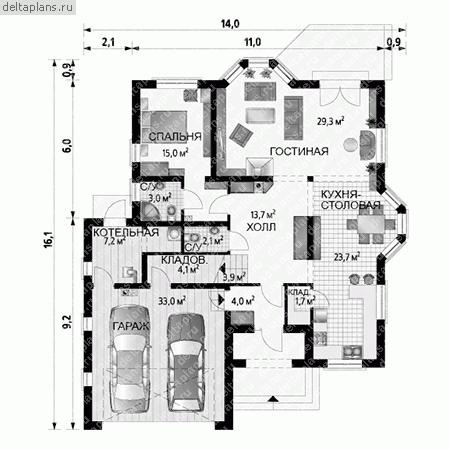 deltaplans.ru
14,0
2,1
11,0
0,9
0,9
6,0
16,1
9,2
СПАЛЬНЯ
15,0 м²
29,3 м²
ГОСТИНАЯ
С/У
3,0 м²
КУХНЯ-
СТОЛОВАЯ
13,7 м²
ХОЛЛ
КОТЕЛЬНАЯ
7,2 м²
С/У
2,1 м²
23,7 м²
КЛАДОВ.
4,1 м²
3,9 м²
33,0 м²
4,0 м²
КЛАД.
1,7 м²
ГАРАЖ
deltaplans.ru